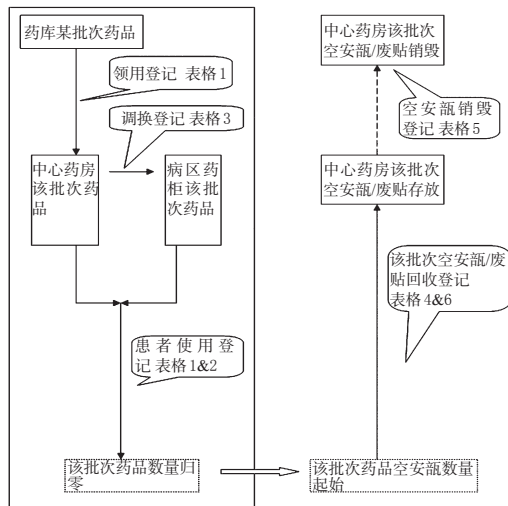 药库某批次药品
领用登记 表格1
调换登记 表格3
中心药房
该批次药
品
病区药
柜该批
次药品
患者使用登
记 表格1&2
该批次药品数量归
零
中心药房该批次
空安瓿/废贴销毁
空安瓿销毁
登记 表格5
中心药房该批次
空安瓿/废贴存放
该批次空安瓿/废
贴回收登记
表格4&6
该批次药品空安瓿数量
起始